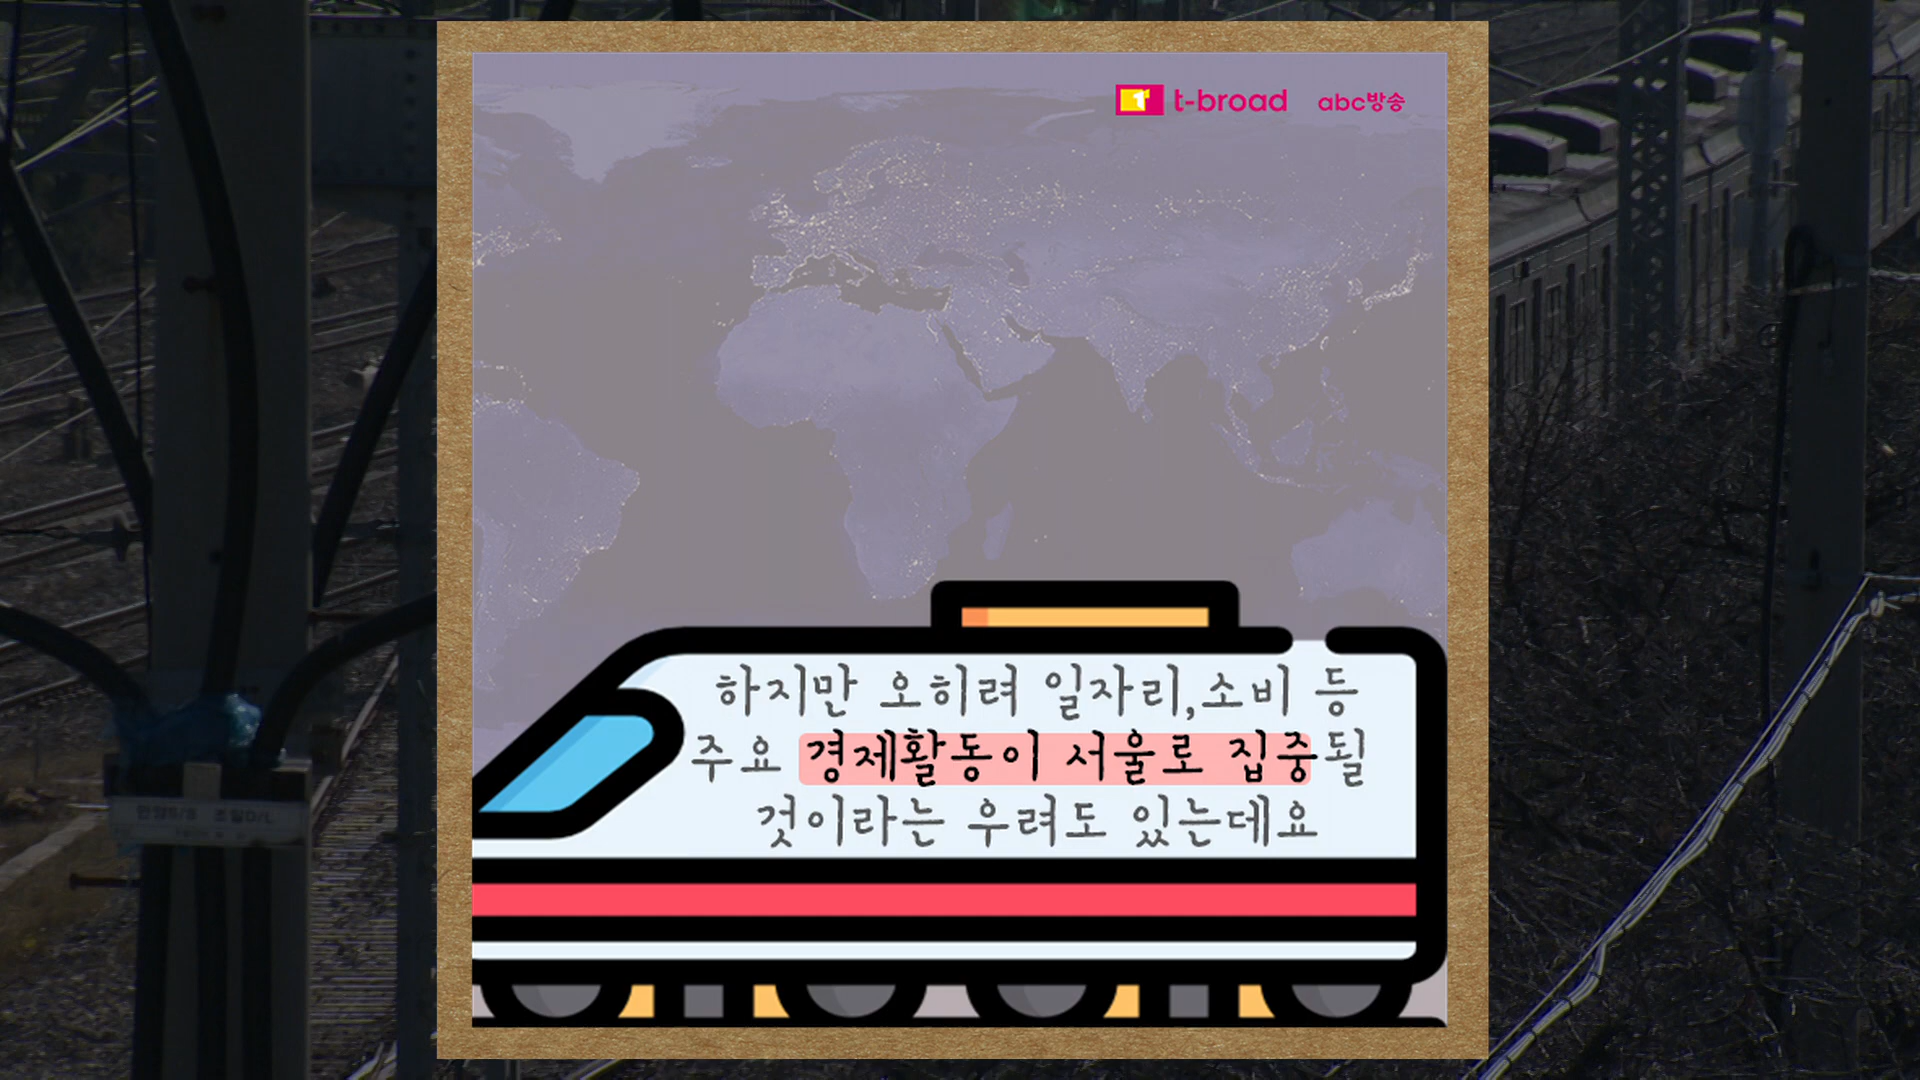 t-broad abc방송
하지만 오히려 일자리,소비 등
주요 경제활동이 서울로 집중될
것이라는 우려도 있는데요